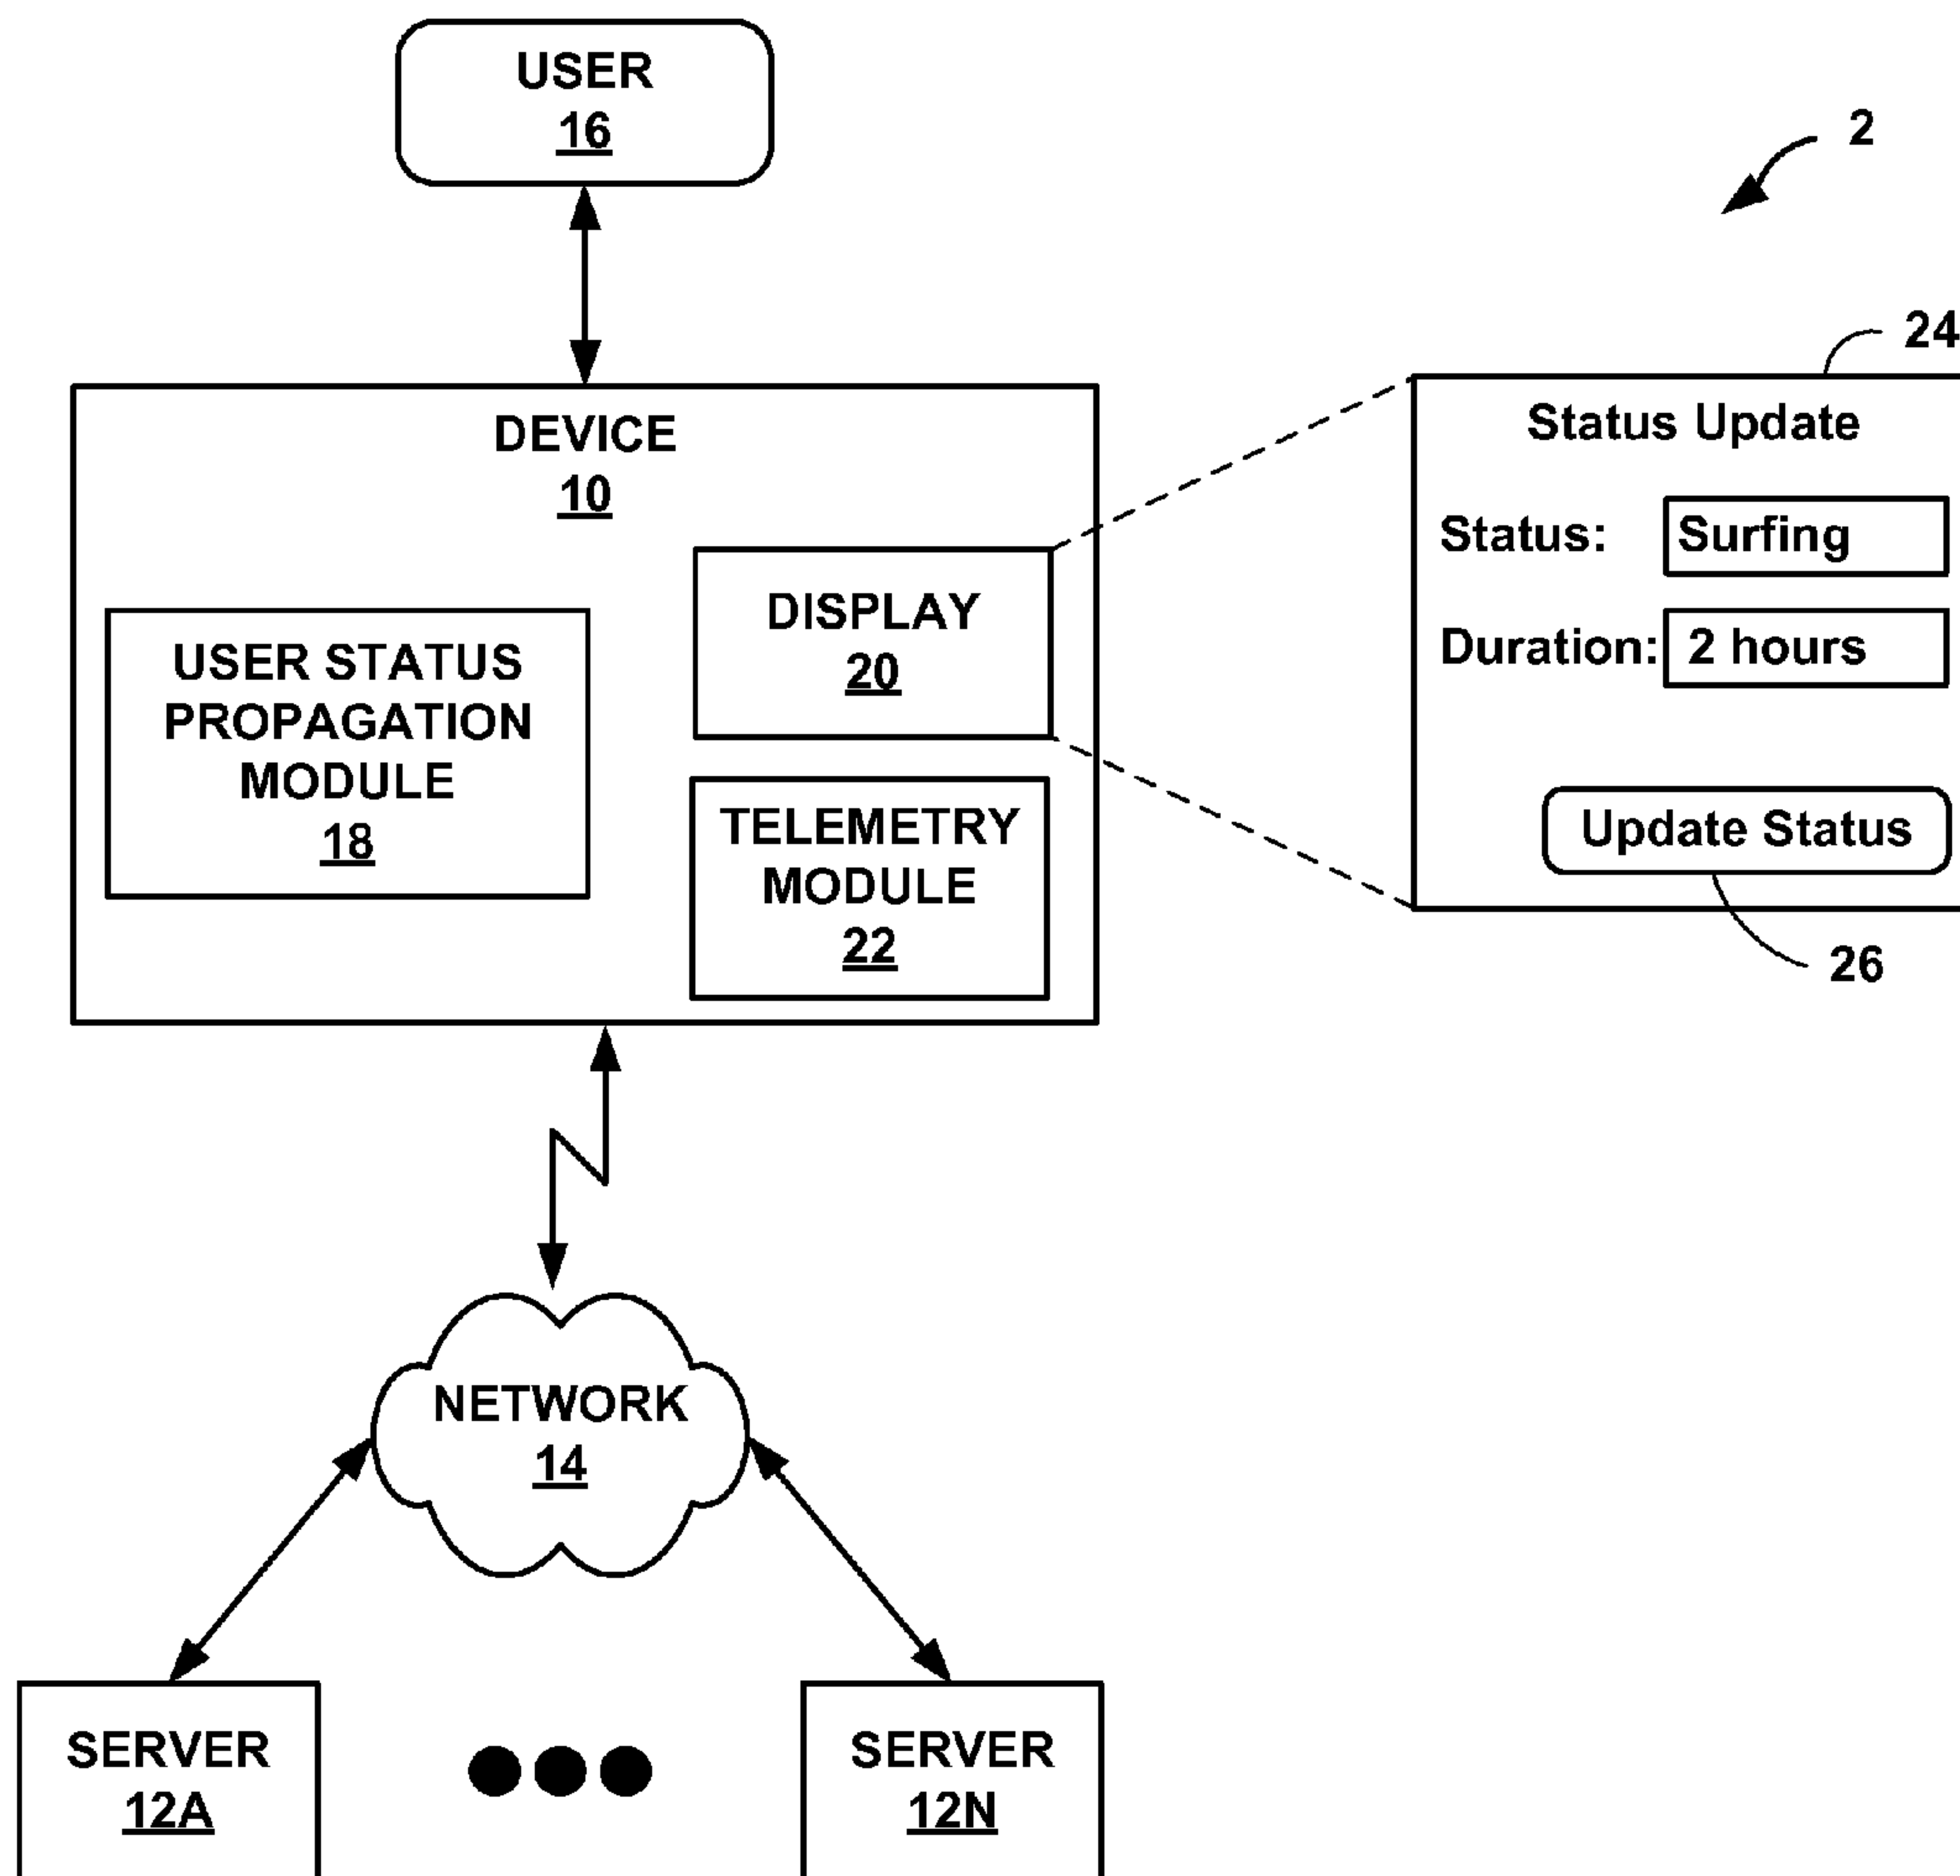 USER
16
2
24
DEVICE
10
Status Update
Status:
Surfing
Duration:
2 hours
Update Status
26
DISPLAY
20
USER STATUS
PROPAGATION
MODULE
18
TELEMETRY
MODULE
22
NETWORK
14
SERVER
12A
SERVER
12N